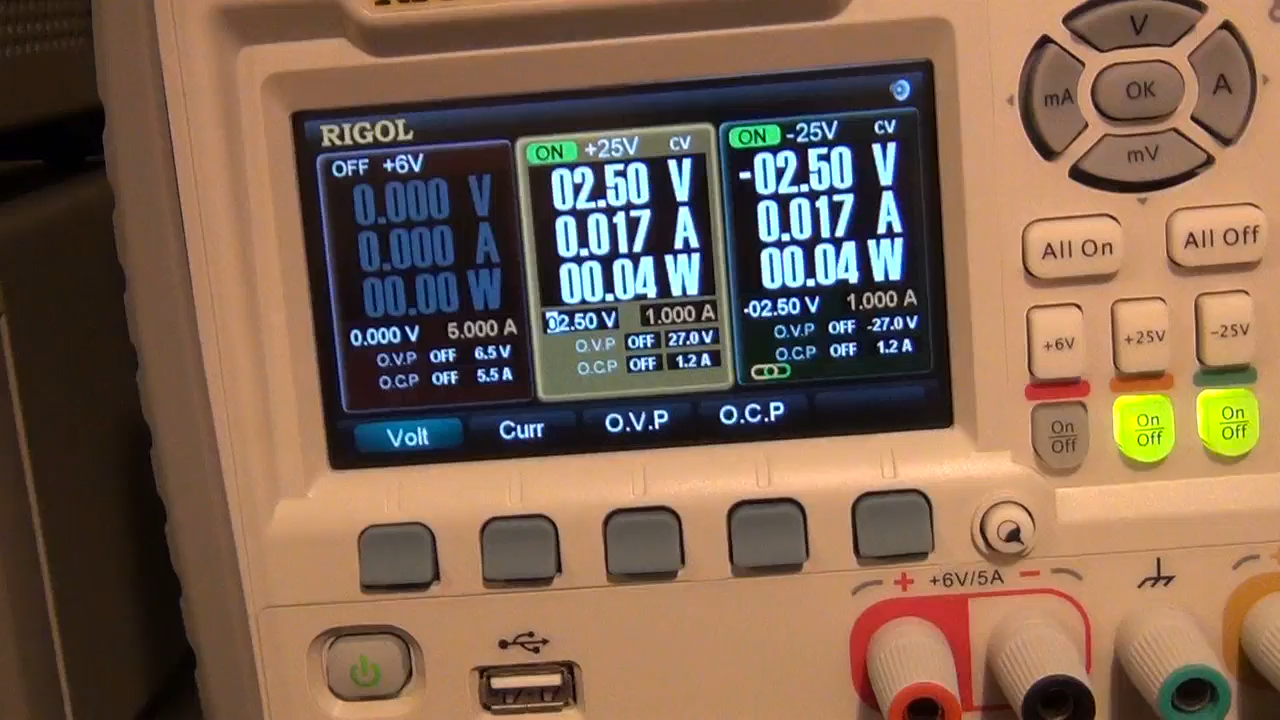 RIGOL
OFF +6V
0.000 V
0.000 A
00.00 W
0.000 V 5.000 A
O.V.P OFF 6.5 V
O.C.P OFF 5.5 A
ON +25V CV
02.50 V
0.017 A
00.04 W
02.50 V 1.000 A
O.V.P OFF 27.0 V
O.C.P OFF 1.2 A
ON -25V CV
-02.50 V
0.017 A
00.04 W
-02.50 V 1.000 A
O.V.P OFF -27.0 V
O.C.P OFF 1.2 A
Volt Curr O.V.P O.C.P
V
mA OK A
mV
All On All Off
+6V +25V -25V
On/Off On/Off On/Off
+ +6V/5A -